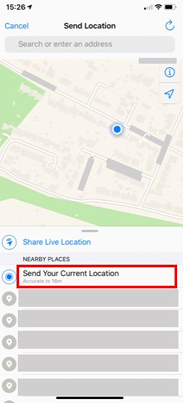 15:26
Cancel
Send Location
Search or enter an address
Share Live Location
NEARBY PLACES
Send Your Current Location
Accurate to 16m